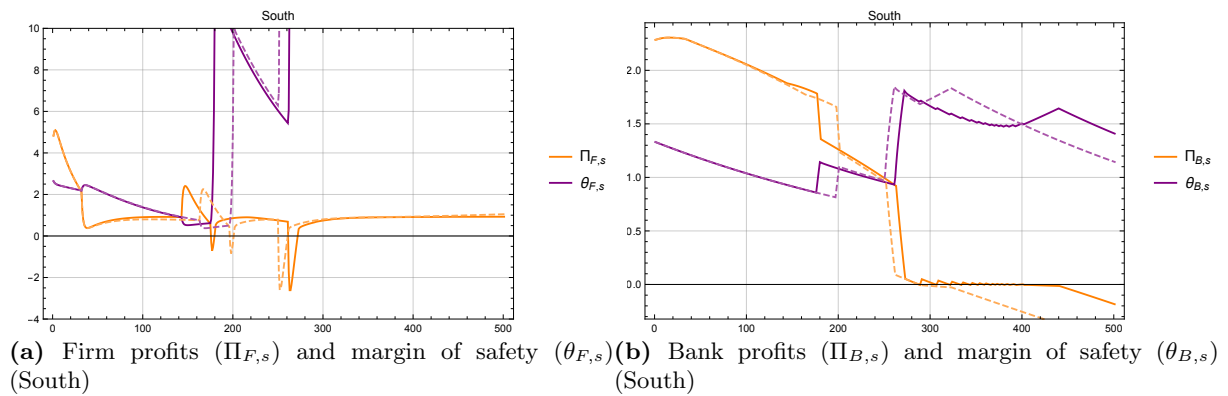 South
10
8
6
4
2
0
−2
−4
0
100
200
300
400
500
Π_{F,s}
θ_{F,s}
South
2.0
1.5
1.0
0.5
0.0
0
100
200
300
400
500
Π_{B,s}
θ_{B,s}
(a) Firm profits (Π_{F,s}) and margin of safety (θ_{F,s})
(South)
(b) Bank profits (Π_{B,s}) and margin of safety (θ_{B,s})
(South)